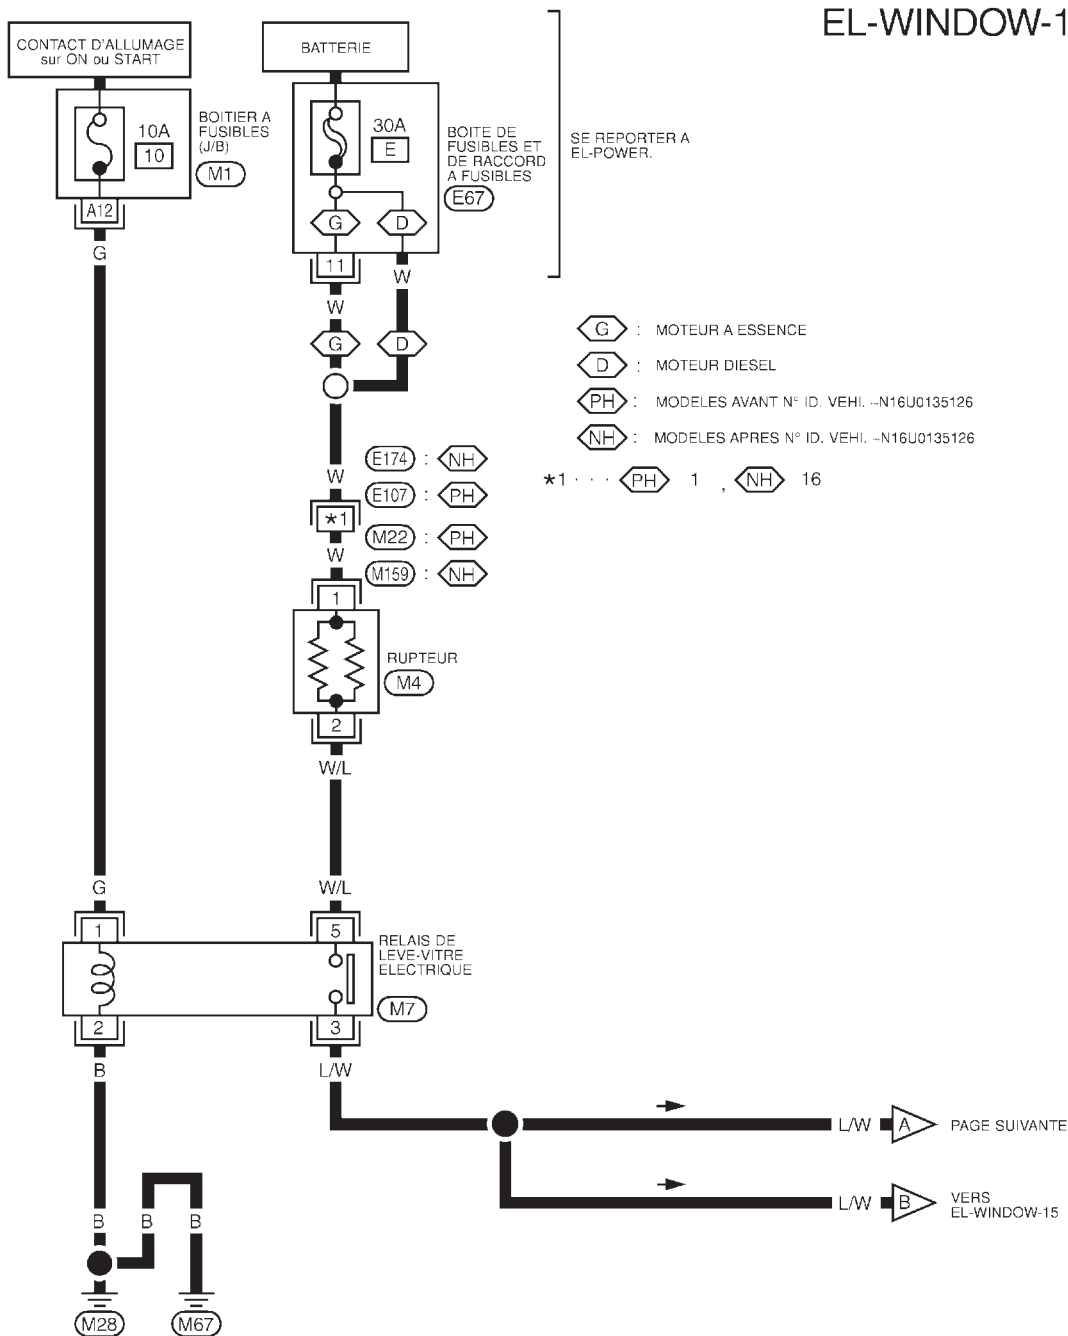 EL-WINDOW-1
CONTACT D'ALLUMAGE
sur ON ou START
BATTERIE
10A
10
BOITIER A
FUSIBLES
(J/B)
M1
30A
E
BOITE DE
FUSIBLES ET
DE RACCORD
A FUSIBLES
E67
SE REPORTER A
EL-POWER.
A12
G
G
D
11
W
W
G
D
G : MOTEUR A ESSENCE
D : MOTEUR DIESEL
PH : MODELES AVANT N° ID. VEHI. -N16U0135126
NH : MODELES APRES N° ID. VEHI. -N16U0135126
*1 · · · PH 1 , NH 16
W
E174 : NH
E107 : PH
*1
M22 : PH
W
M159 : NH
1
RUPTEUR
M4
2
W/L
G
W/L
1
5
RELAIS DE
LEVE-VITRE
ELECTRIQUE
M7
2
3
B
L/W
L/W
A
PAGE SUIVANTE
L/W
B
VERS
EL-WINDOW-15
B
B
B
M28
M67